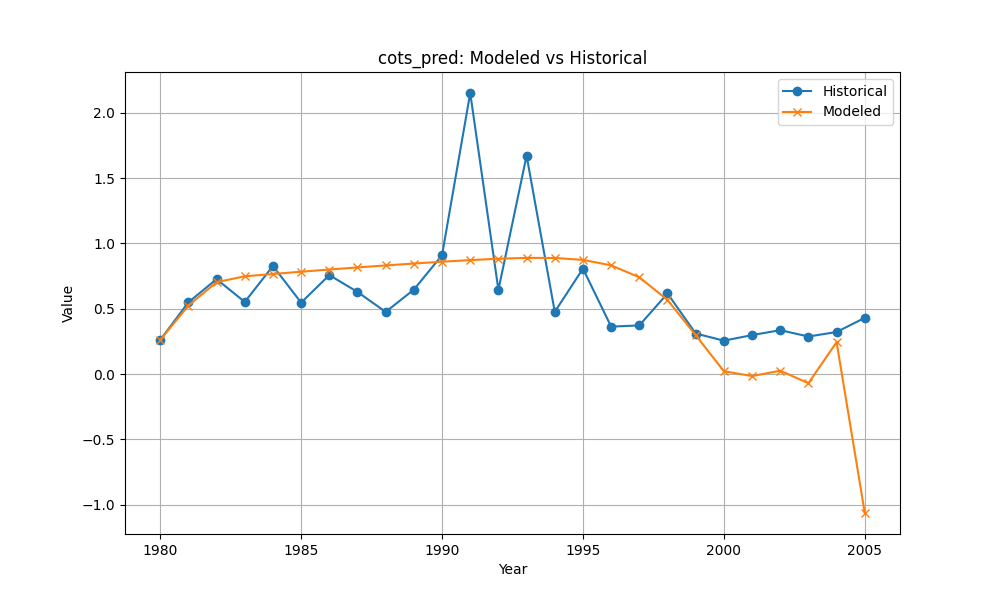 cots_pred: Modeled vs Historical
Historical
Modeled
Value
2.0
1.5
1.0
0.5
0.0
−0.5
−1.0
1980 1985 1990 1995 2000 2005
Year